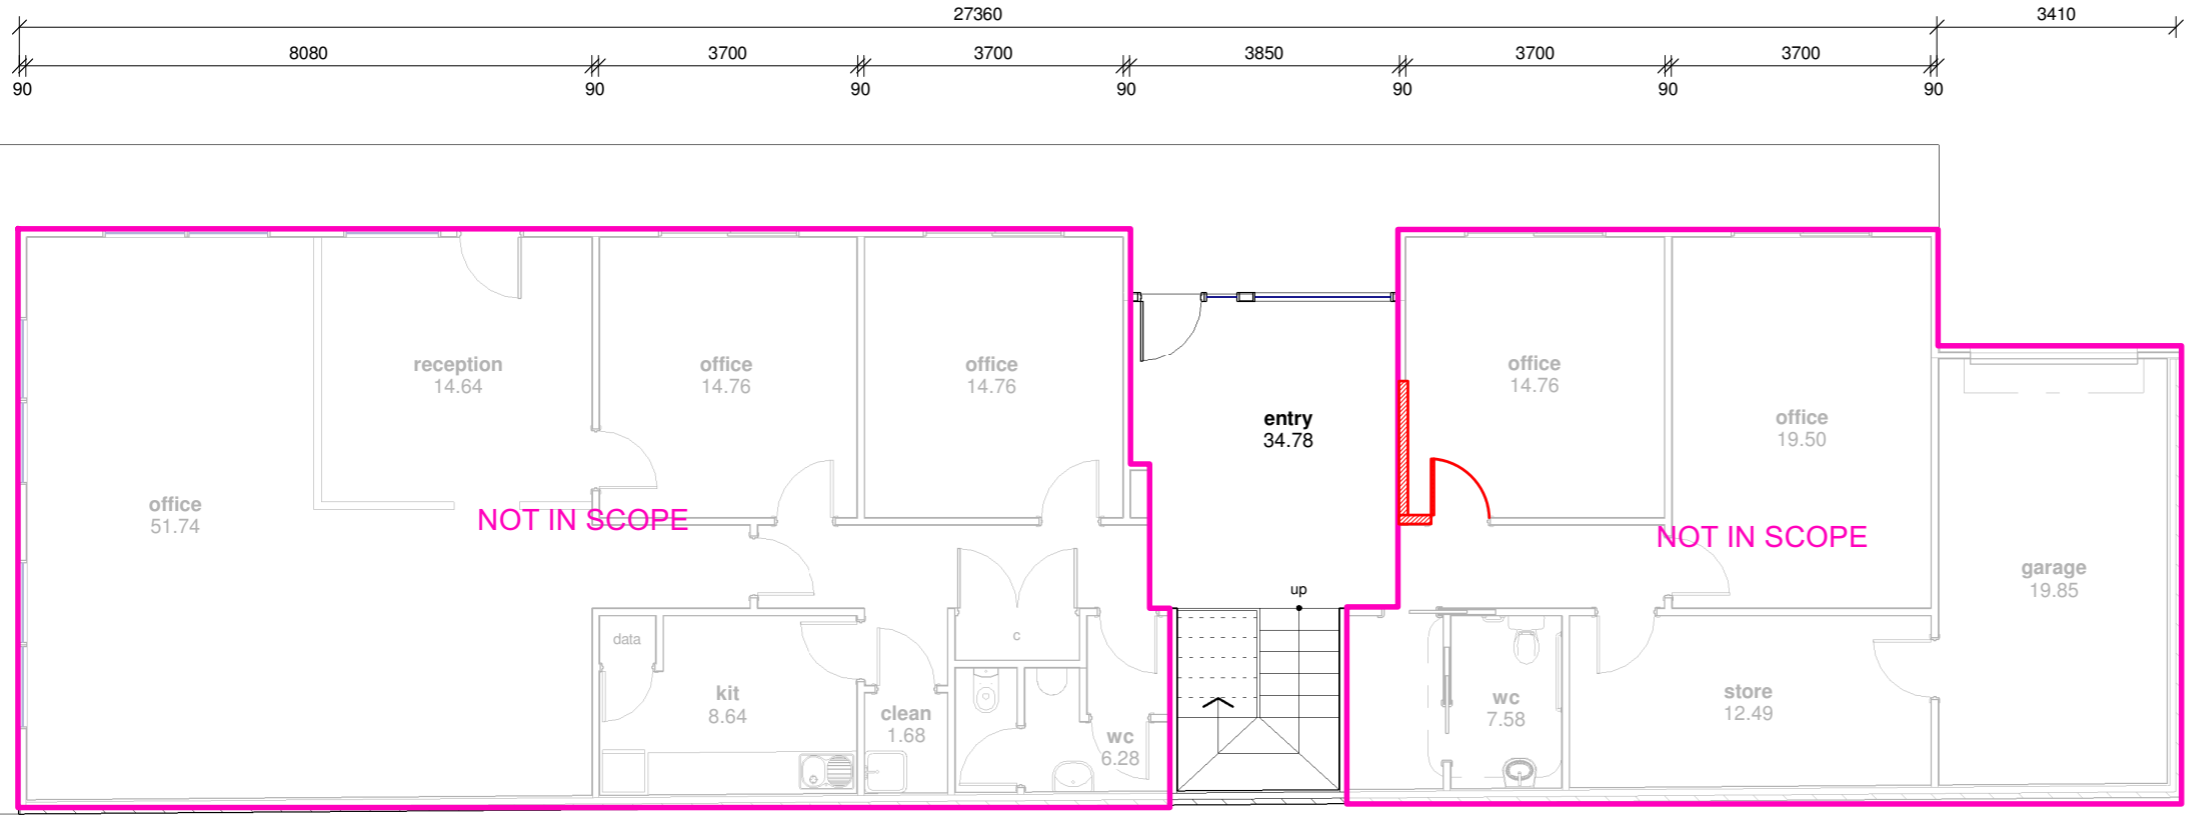 27360 3410
8080 3700 3700 3850 3700 3700
90 90 90 90 90 90 90
reception
14.64
office
14.76
office
14.76
office
14.76
entry
34.78
office
19.50
office
51.74
NOT IN SCOPE
NOT IN SCOPE
garage
19.85
up
data
c
kit
8.64
clean
1.68
wc
6.28
wc
7.58
store
12.49